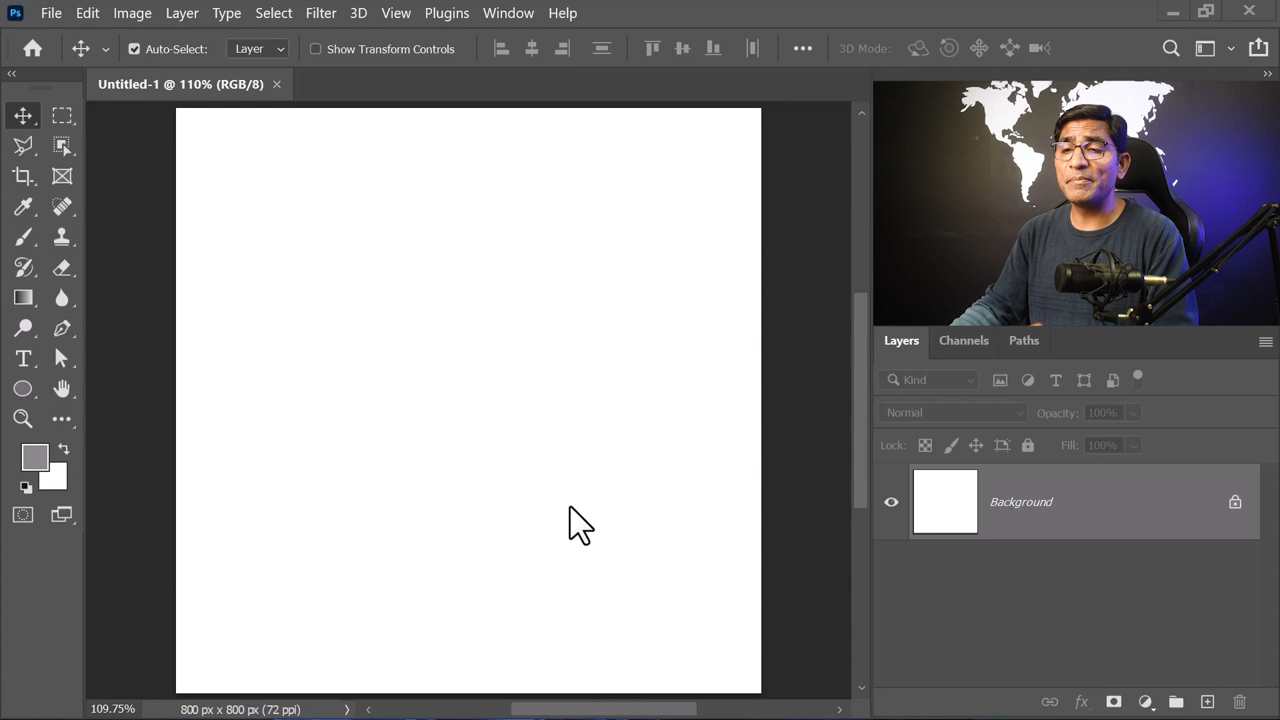 Ps File Edit Image Layer Type Select Filter 3D View Plugins Window Help
Auto-Select: Layer Show Transform Controls 3D Mode:
Untitled-1 @ 110% (RGB/8)
Layers Channels Paths
Kind
Normal Opacity: 100%
Lock: Fill: 100%
Background
fx
109.75% 800 px x 800 px (72 ppi)